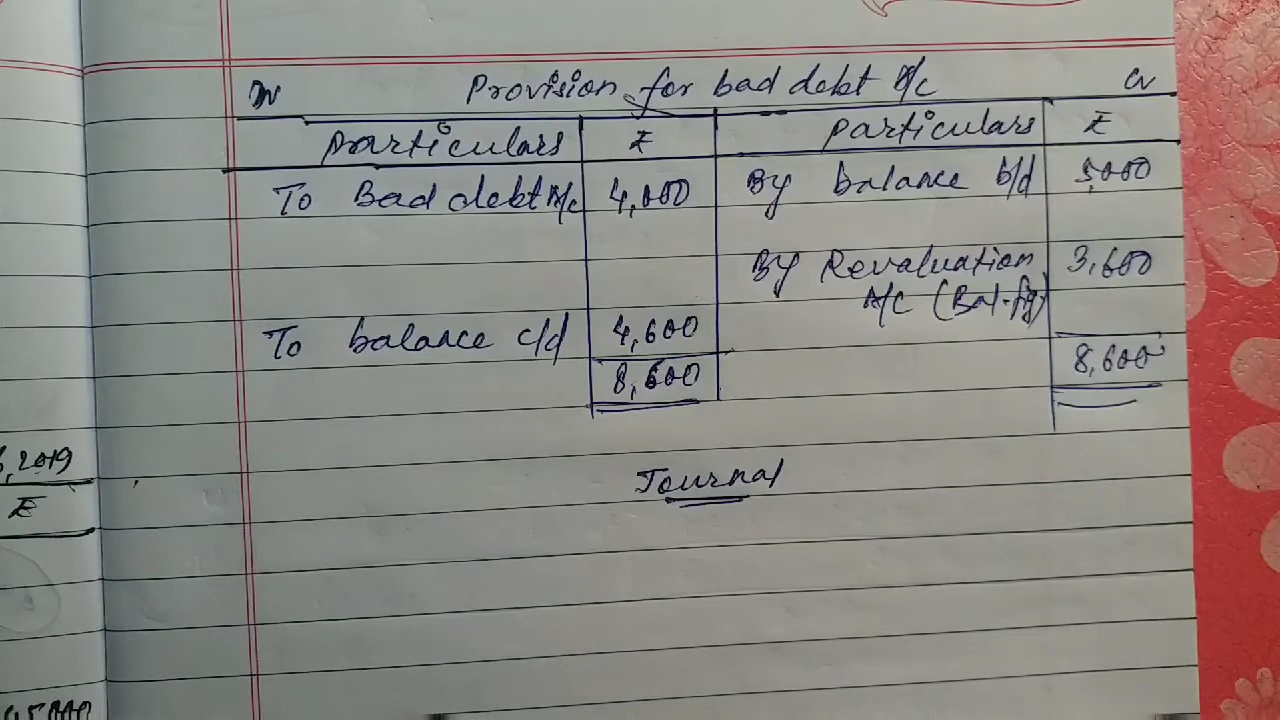 Dr Provision for bad debt A/c Cr
Particulars ₹ Particulars ₹
To Bad debt A/c 4,000 By balance b/d 5,000
By Revaluation 3,600
A/c (Bal. fig)
To balance c/d 4,600
8,600 8,600
2019
₹
Journal